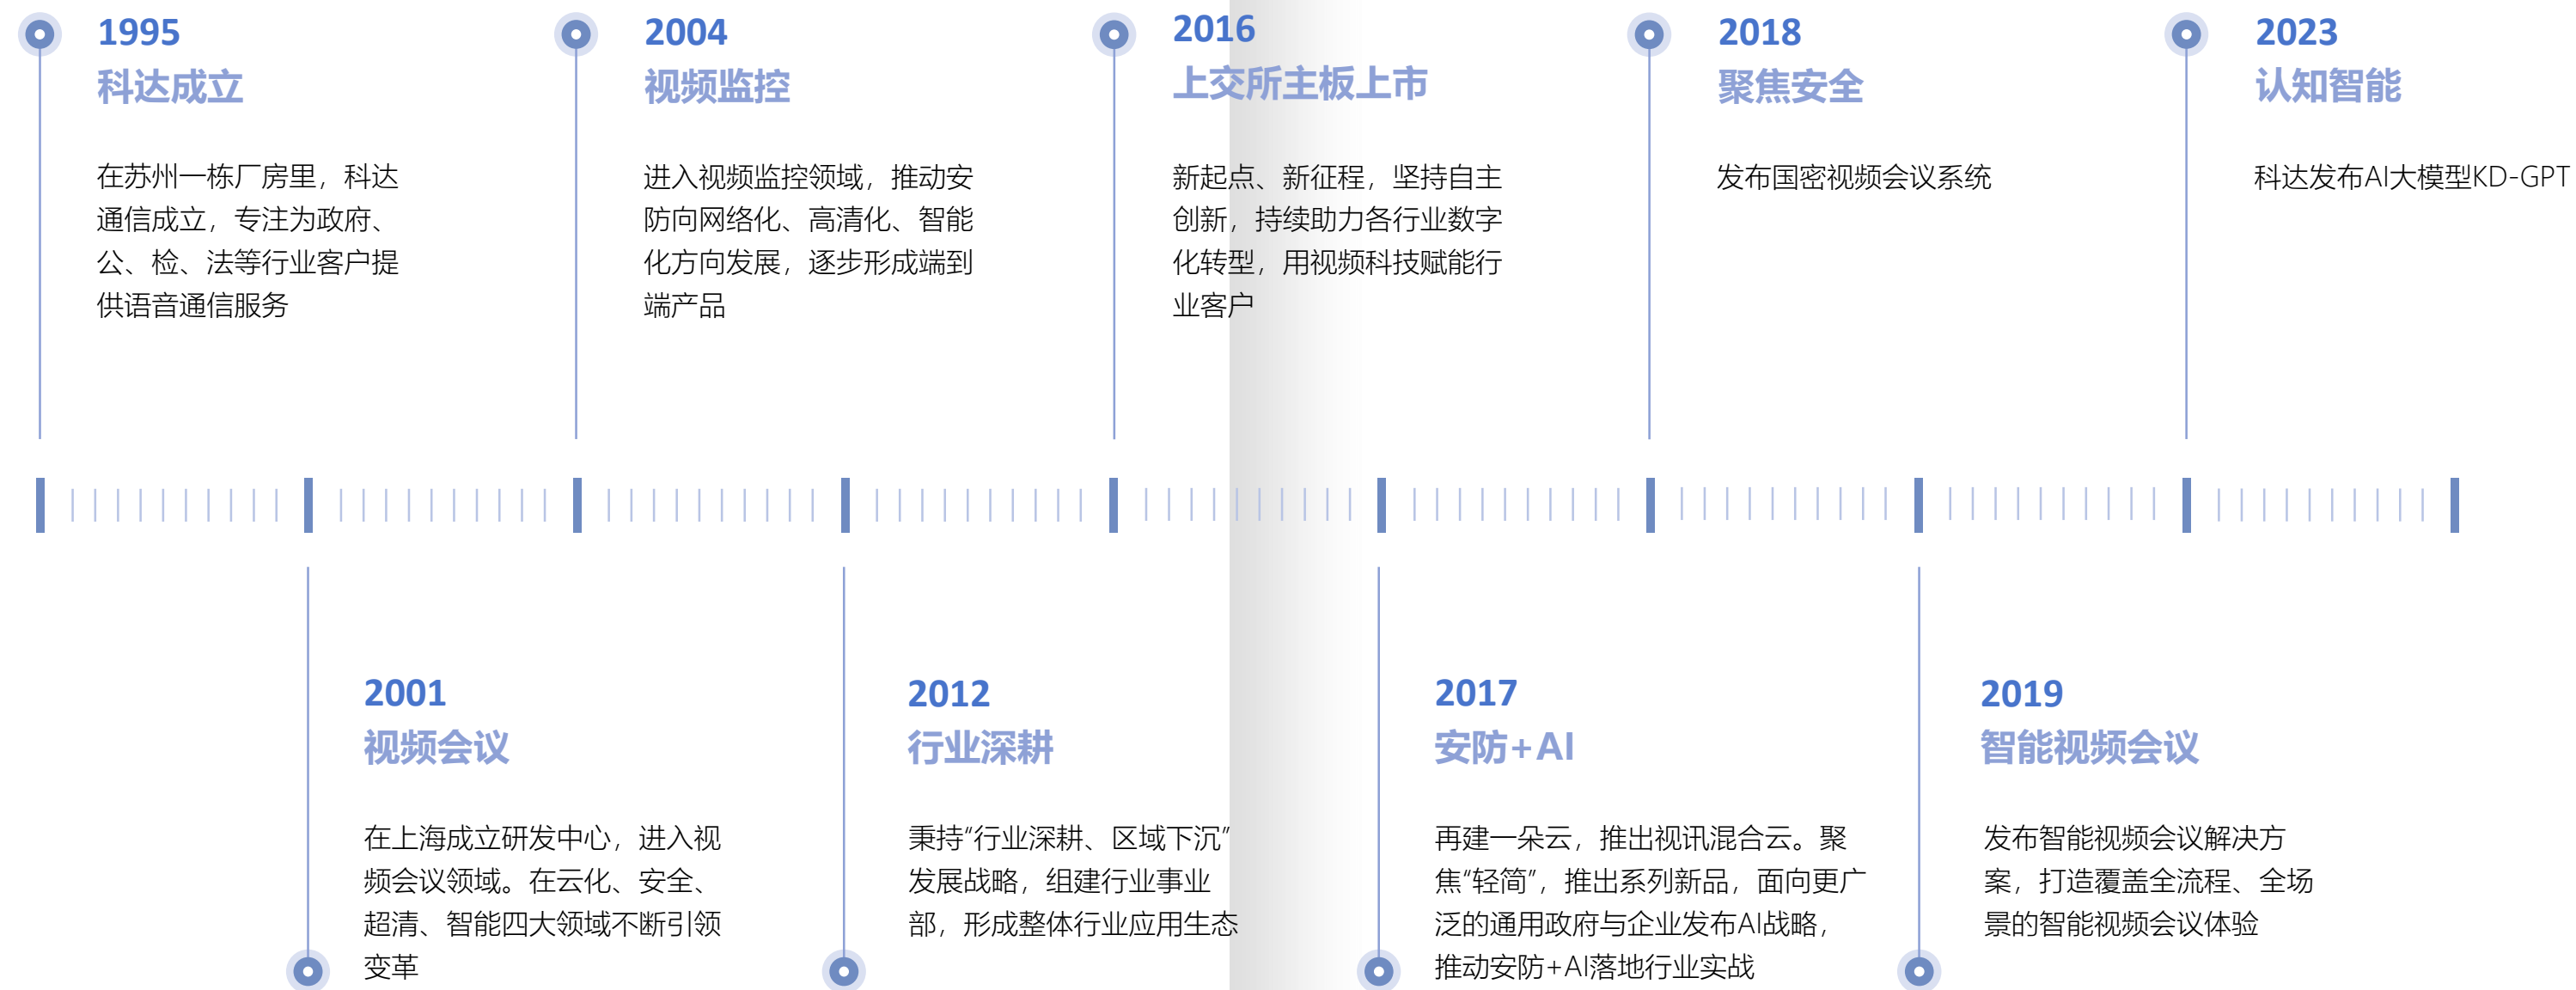 1995
科达成立
在苏州一栋厂房里，科达
通信成立，专注为政府、
公、检、法等行业客户提
供语音通信服务
2004
视频监控
进入视频监控领域，推动安
防向网络化、高清化、智能
化方向发展，逐步形成端到
端产品
2016
上交所主板上市
新起点、新征程，坚持自主
创新，持续助力各行业数字
化转型，用视频科技赋能行
业客户
2018
聚焦安全
发布国密视频会议系统
2023
认知智能
科达发布AI大模型KD-GPT
2001
视频会议
在上海成立研发中心，进入视
频会议领域。在云化、安全、
超清、智能四大领域不断引领
变革
2012
行业深耕
秉持“行业深耕、区域下沉”
发展战略，组建行业事业
部，形成整体行业应用生态
2017
安防+AI
再建一朵云，推出视讯混合云。聚
焦“轻简”，推出系列新品，面向更广
泛的通用政府与企业发布AI战略，
推动安防+AI落地行业实战
2019
智能视频会议
发布智能视频会议解决方
案，打造覆盖全流程、全场
景的智能视频会议体验